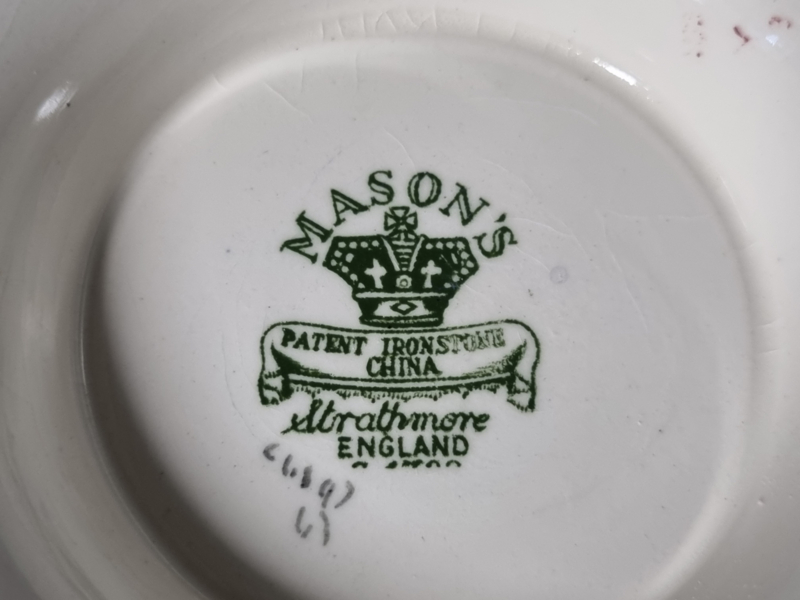 MASON'S
PATENT IRONSTONE
CHINA
Strathmore
ENGLAND